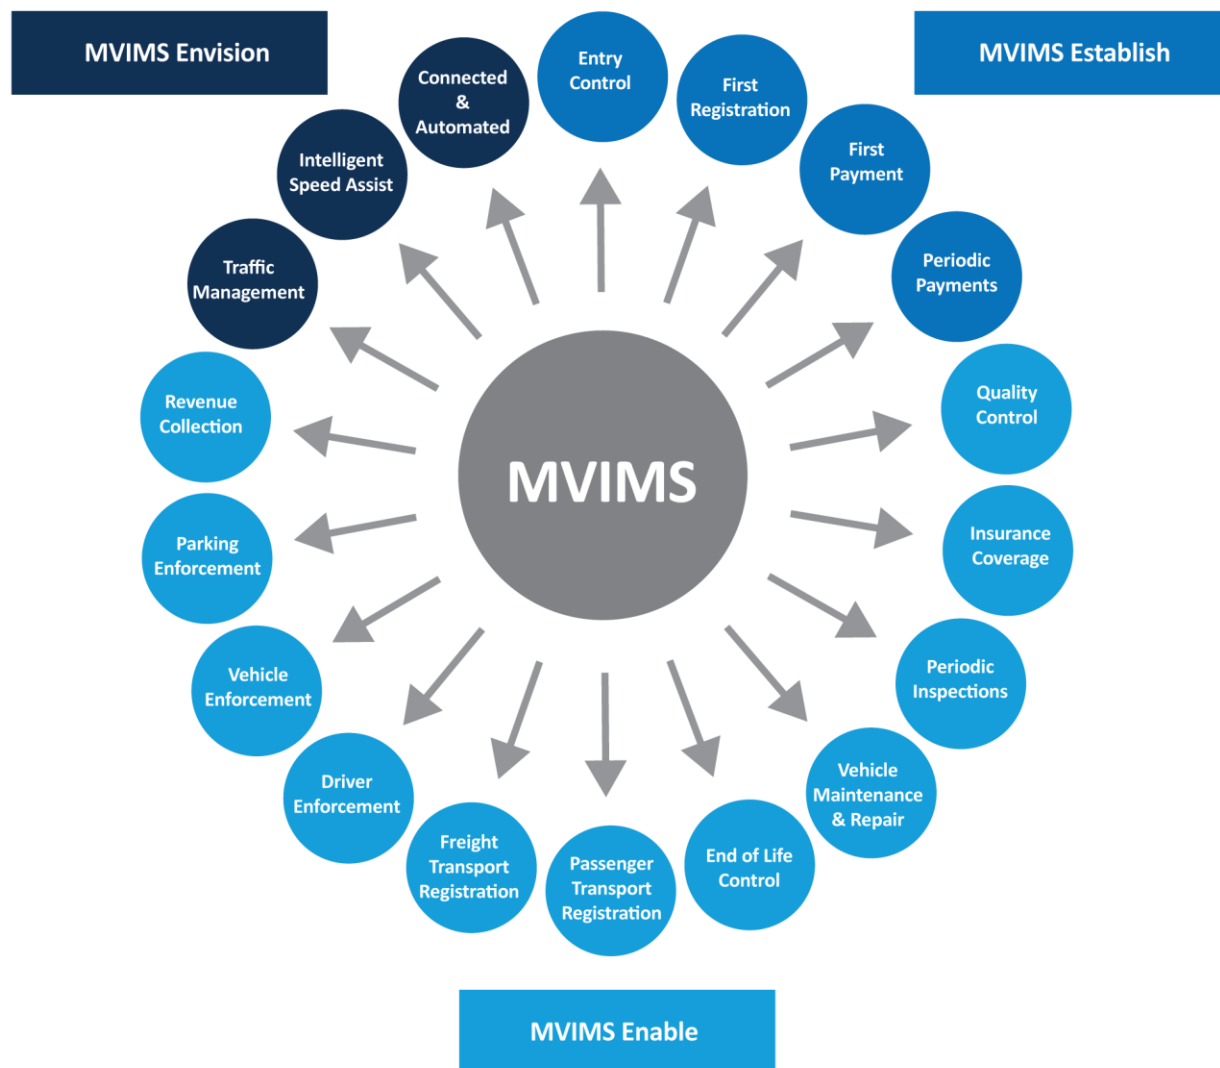 MVIMS Envision
MVIMS Establish
Entry
Control
First
Registration
First
Payment
Periodic
Payments
Quality
Control
Insurance
Coverage
Periodic
Inspections
Vehicle
Maintenance
& Repair
End of Life
Control
Passenger
Transport
Registration
Freight
Transport
Registration
Driver
Enforcement
Vehicle
Enforcement
Parking
Enforcement
Revenue
Collection
Traffic
Management
Intelligent
Speed Assist
Connected
&
Automated
MVIMS
MVIMS Enable